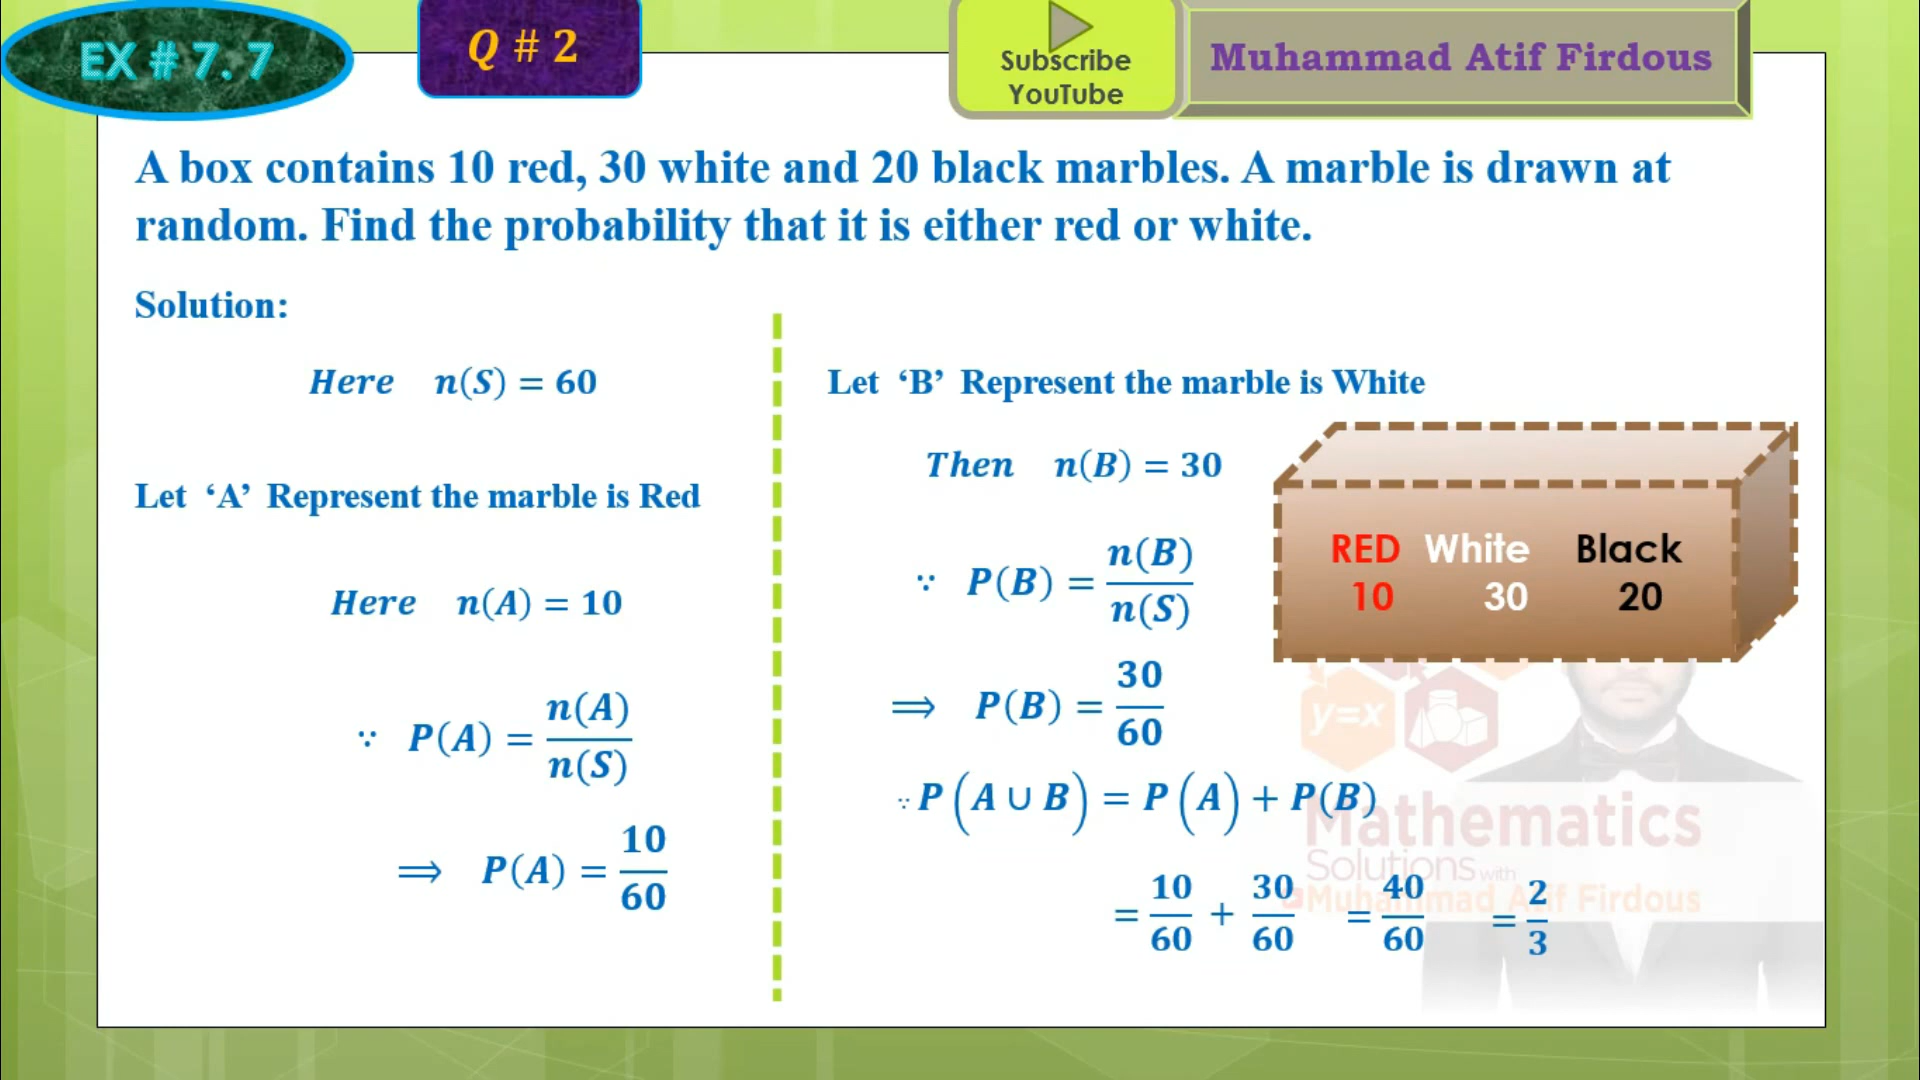 EX # 7. 7
Q # 2
Subscribe
YouTube
Muhammad Atif Firdous
A box contains 10 red, 30 white and 20 black marbles. A marble is drawn at
random. Find the probability that it is either red or white.
Solution:
Here n(S) = 60
Let ‘A’ Represent the marble is Red
Here n(A) = 10
∵ P(A) = n(A)/n(S)
⟹ P(A) = 10/60
Let ‘B’ Represent the marble is White
Then n(B) = 30
∵ P(B) = n(B)/n(S)
⟹ P(B) = 30/60
∵ P(A ∪ B) = P(A) + P(B)
= 10/60 + 30/60 = 40/60 = 2/3
RED White Black
10 30 20
y=x
Mathematics
Solutions with
Muhammad Atif Firdous